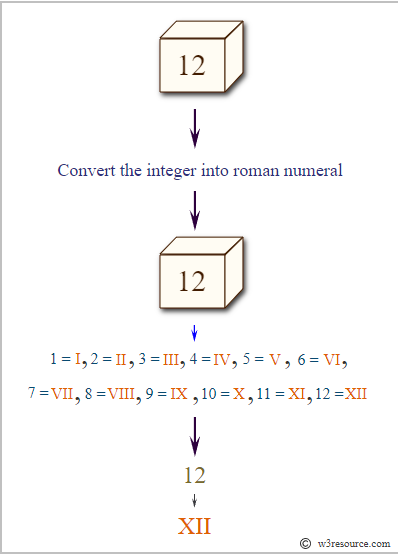 12
Convert the integer into roman numeral
12
1 = I, 2 = II, 3 = III, 4 = IV, 5 = V , 6 = VI,
7 = VII, 8 =VIII, 9 = IX ,10 = X, 11 = XI, 12 =XII
12
XII
© w3resource.com